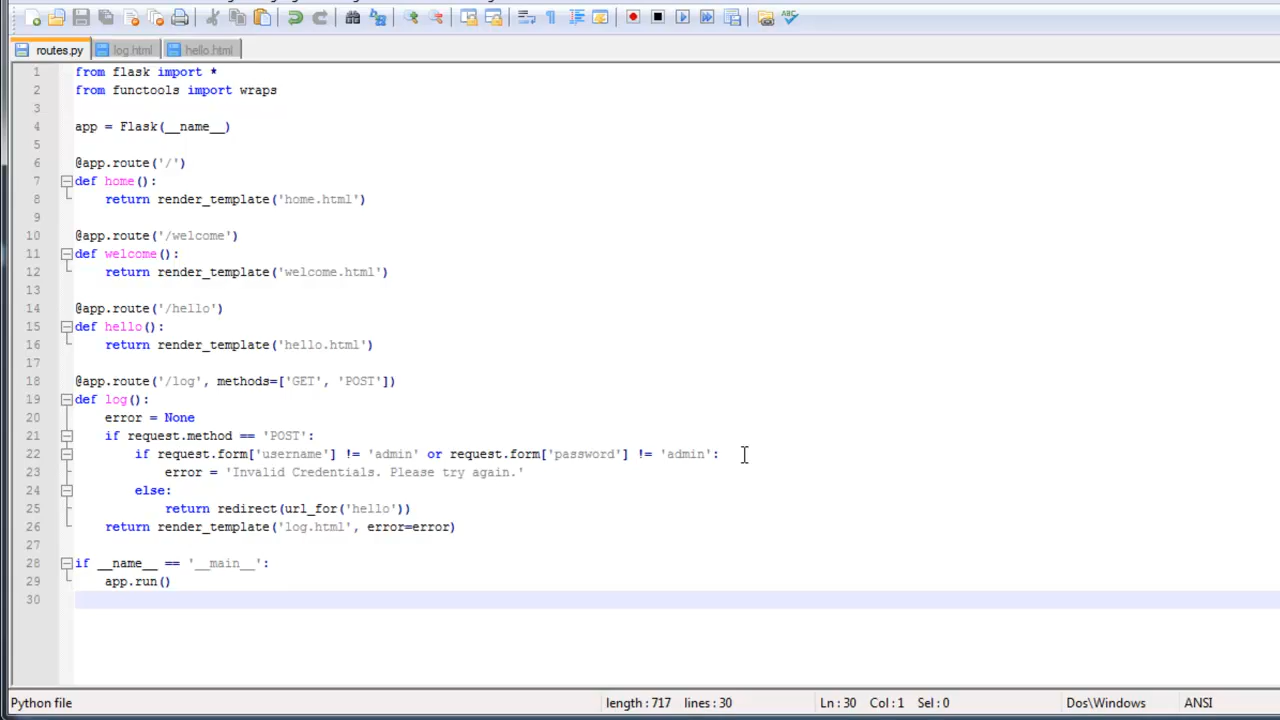 routes.py log.html hello.html
1 from flask import *
2 from functools import wraps
3
4 app = Flask(__name__)
5
6 @app.route('/')
7 def home():
8 return render_template('home.html')
9
10 @app.route('/welcome')
11 def welcome():
12 return render_template('welcome.html')
13
14 @app.route('/hello')
15 def hello():
16 return render_template('hello.html')
17
18 @app.route('/log', methods=['GET', 'POST'])
19 def log():
20 error = None
21 if request.method == 'POST':
22 if request.form['username'] != 'admin' or request.form['password'] != 'admin':
23 error = 'Invalid Credentials. Please try again.'
24 else:
25 return redirect(url_for('hello'))
26 return render_template('log.html', error=error)
27
28 if __name__ == '__main__':
29 app.run()
30
Python file length : 717 lines : 30 Ln : 30 Col : 1 Sel : 0 Dos\Windows ANSI